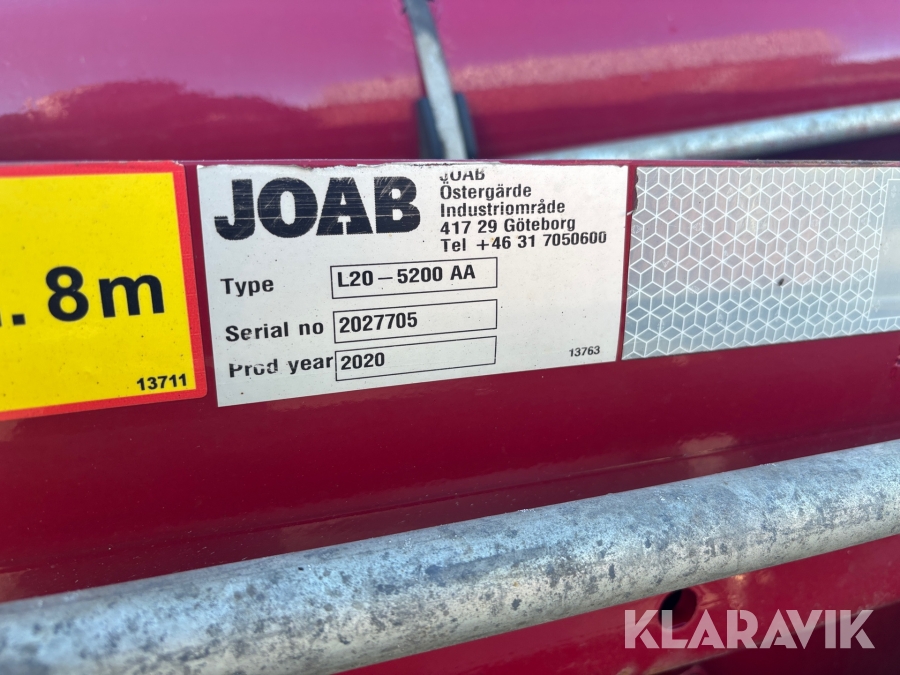 . 8m
13711
JOAB
JOAB
Östergärde
Industriområde
417 29 Göteborg
Tel +46 31 7050600
Type L20-5200 AA
Serial no 2027705
Prod year 2020
13763
KLARAVIK